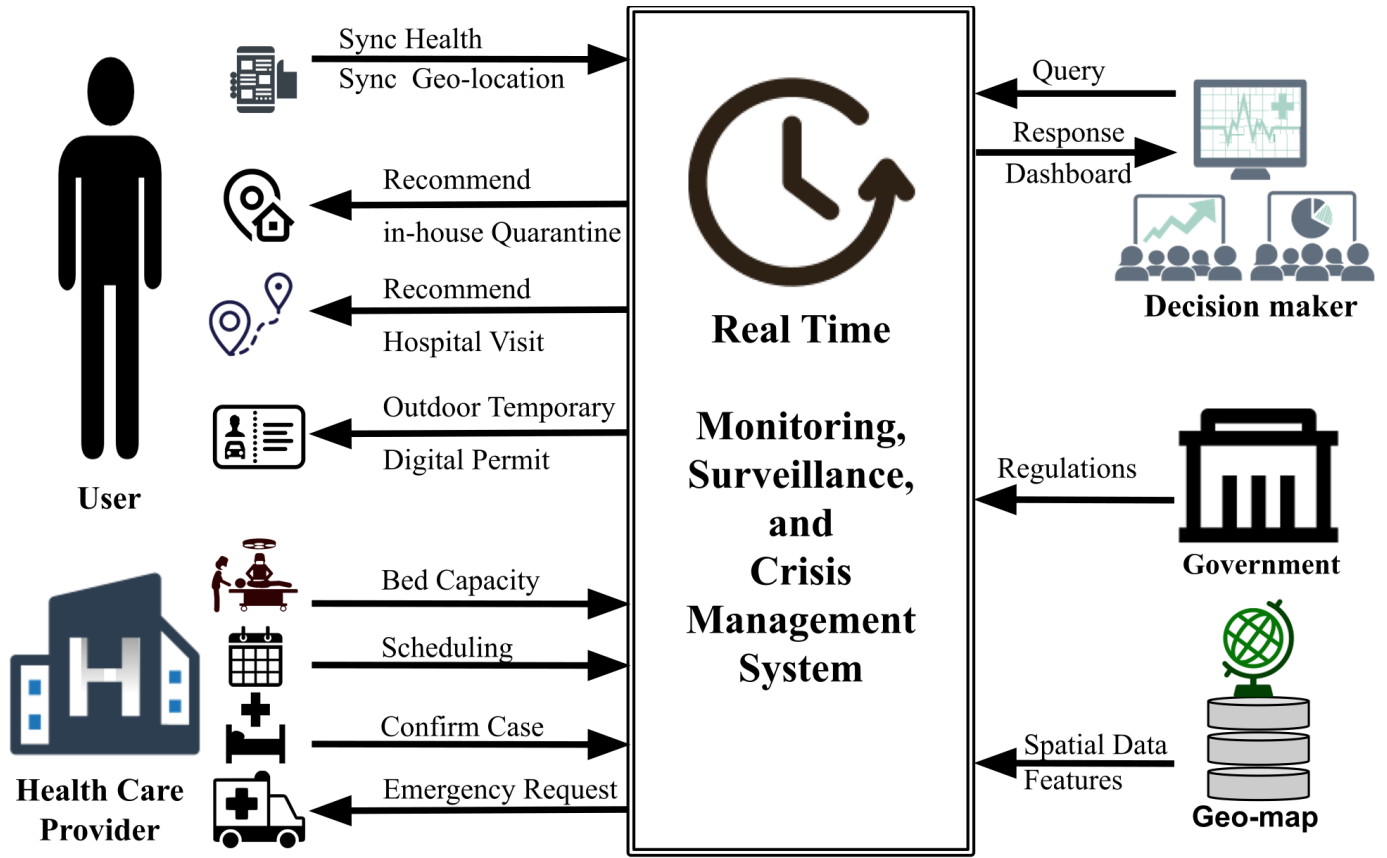 Sync Health
Sync Geo-location
Recommend
in-house Quarantine
Recommend
Hospital Visit
Outdoor Temporary
Digital Permit
User
Bed Capacity
Scheduling
Confirm Case
Emergency Request
H
Health Care
Provider
Real Time
Monitoring,
Surveillance,
and
Crisis
Management
System
Query
Response
Dashboard
Decision maker
Regulations
Government
Spatial Data
Features
Geo-map